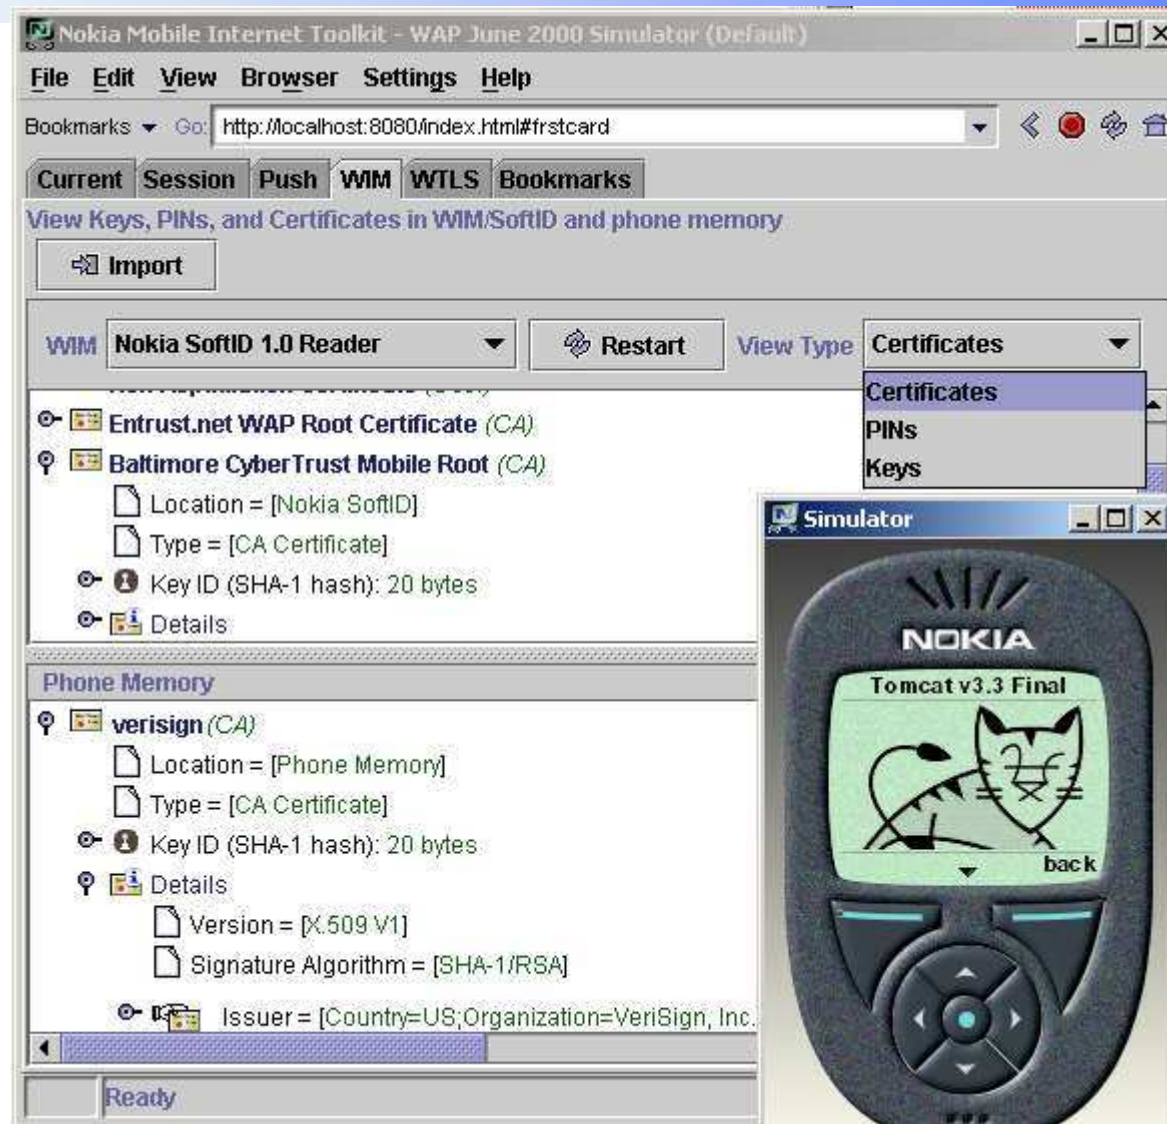 Nokia Mobile Internet Toolkit - WAP June 2000 Simulator (Default)
File Edit View Browser Settings Help
Bookmarks Go: http://localhost:8080/index.html#frstcard
Current Session Push WIM WTLS Bookmarks
View Keys, PINs, and Certificates in WIM/SoftID and phone memory
Import
WIM Nokia SoftID 1.0 Reader Restart View Type Certificates
Certificates
PINs
Keys
Entrust.net WAP Root Certificate (CA)
Baltimore CyberTrust Mobile Root (CA)
Location = [Nokia SoftID]
Type = [CA Certificate]
Key ID (SHA-1 hash): 20 bytes
Details
Phone Memory
verisign (CA)
Location = [Phone Memory]
Type = [CA Certificate]
Key ID (SHA-1 hash): 20 bytes
Details
Version = [X.509 V1]
Signature Algorithm = [SHA-1/RSA]
Issuer = [Country=US;Organization=VeriSign, Inc.
Ready
Simulator
NOKIA
Tomcat v3.3 Final
back